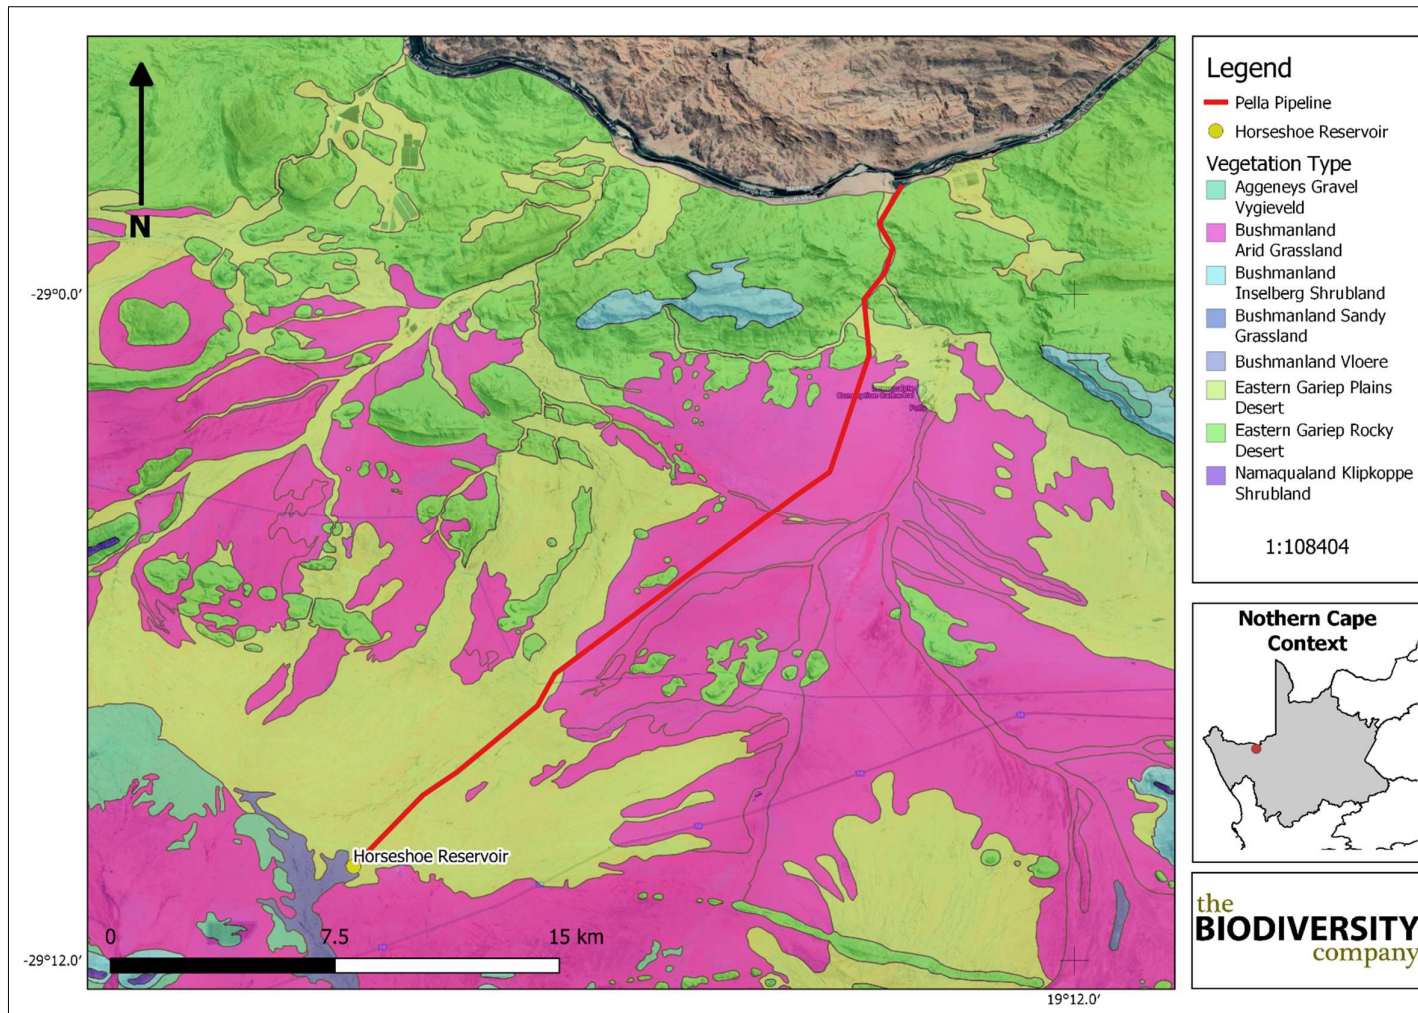 N
-29°0.0'
-29°12.0'
19°12.0'
Pella
Horseshoe Reservoir
0
7.5
15 km
Legend
Pella Pipeline
Horseshoe Reservoir
Vegetation Type
Aggeneys Gravel
Vygieveld
Bushmanland
Arid Grassland
Bushmanland
Inselberg Shrubland
Bushmanland Sandy
Grassland
Bushmanland Vloere
Eastern Gariep Plains
Desert
Eastern Gariep Rocky
Desert
Namaqualand Klipkoppe
Shrubland
1:108404
Nothern Cape
Context
the
BIODIVERSITY
company